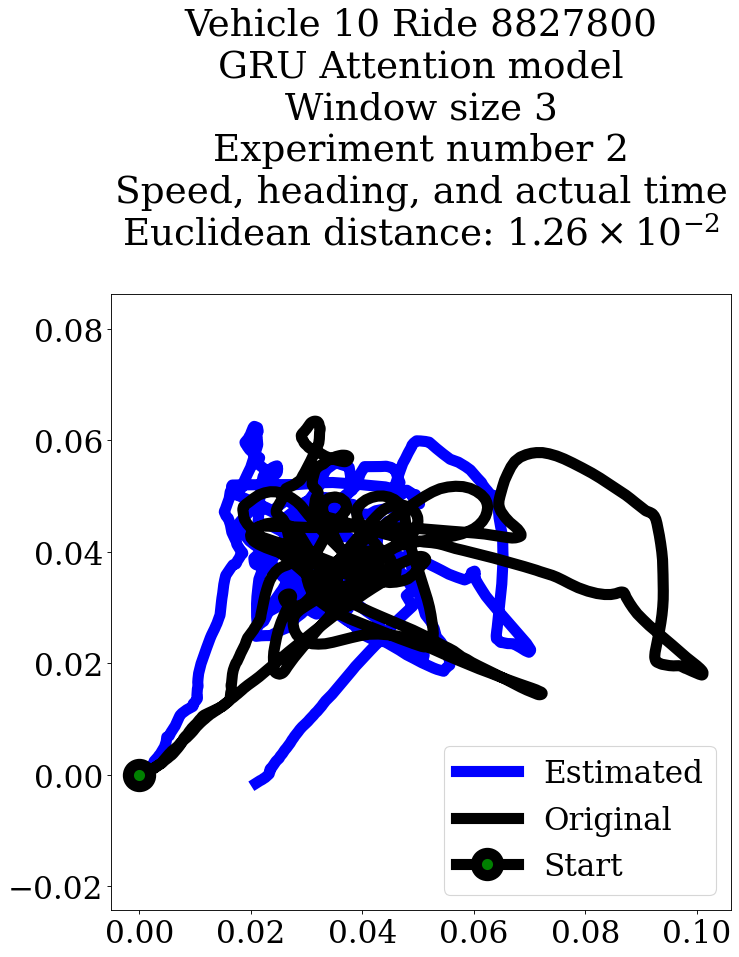 Vehicle 10 Ride 8827800
GRU Attention model
Window size 3
Experiment number 2
Speed, heading, and actual time
Euclidean distance: 1.26 × 10⁻²
0.08
0.06
0.04
0.02
0.00
−0.02
Estimated
Original
Start
0.00 0.02 0.04 0.06 0.08 0.10